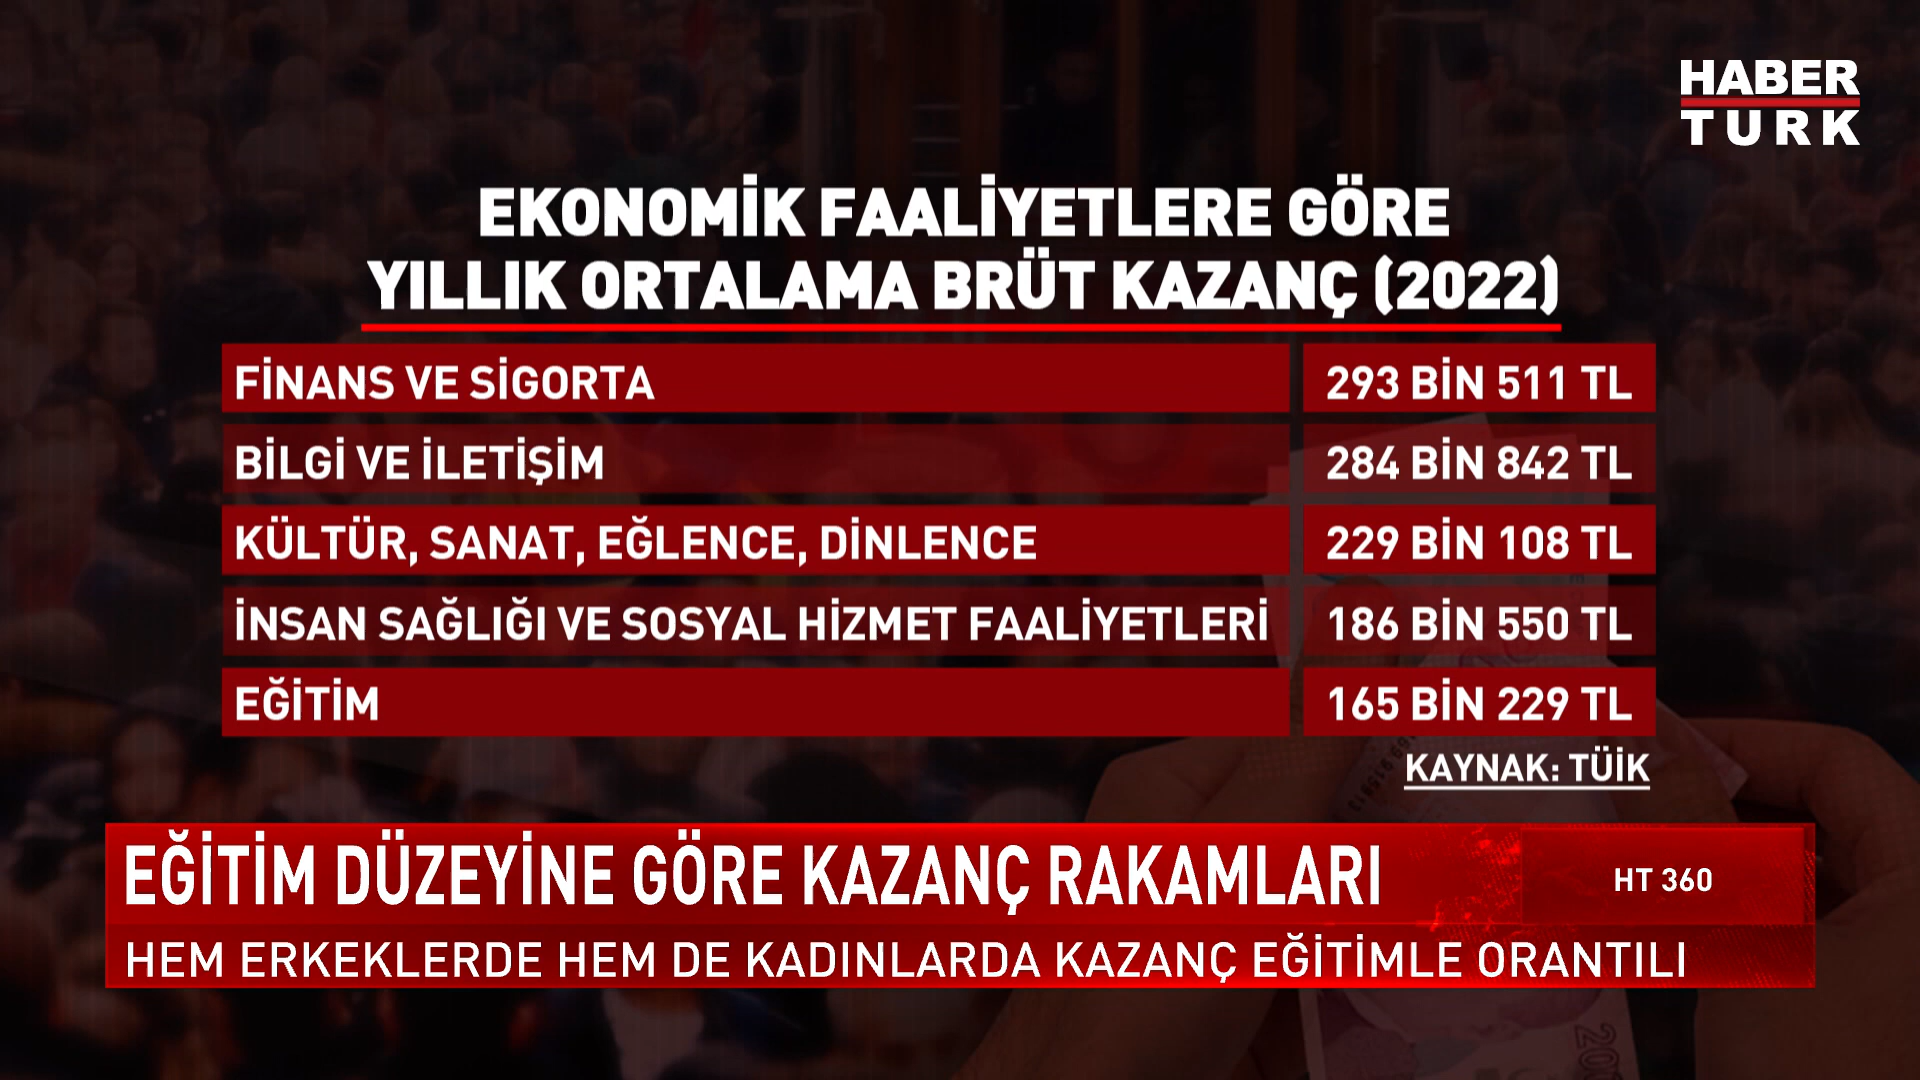 HABER
TURK
EKONOMİK FAALİYETLERE GÖRE
YILLIK ORTALAMA BRÜT KAZANÇ (2022)
FİNANS VE SİGORTA 293 BİN 511 TL
BİLGİ VE İLETİŞİM 284 BİN 842 TL
KÜLTÜR, SANAT, EĞLENCE, DİNLENCE 229 BİN 108 TL
İNSAN SAĞLIĞI VE SOSYAL HİZMET FAALİYETLERİ 186 BİN 550 TL
EĞİTİM 165 BİN 229 TL
KAYNAK: TÜİK
EĞİTİM DÜZEYİNE GÖRE KAZANÇ RAKAMLARI
HT 360
HEM ERKEKLERDE HEM DE KADINLARDA KAZANÇ EĞİTİMLE ORANTILI